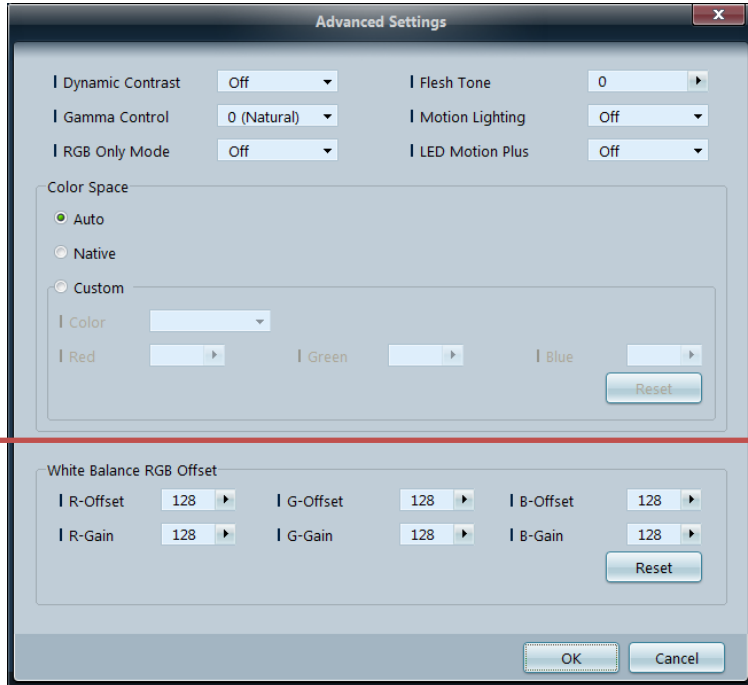 Advanced Settings x
Dynamic Contrast Off Flesh Tone 0
Gamma Control 0 (Natural) Motion Lighting Off
RGB Only Mode Off LED Motion Plus Off
Color Space
Auto
Native
Custom
Color
Red Green Blue
Reset
White Balance RGB Offset
R-Offset 128 G-Offset 128 B-Offset 128
R-Gain 128 G-Gain 128 B-Gain 128
Reset
OK Cancel